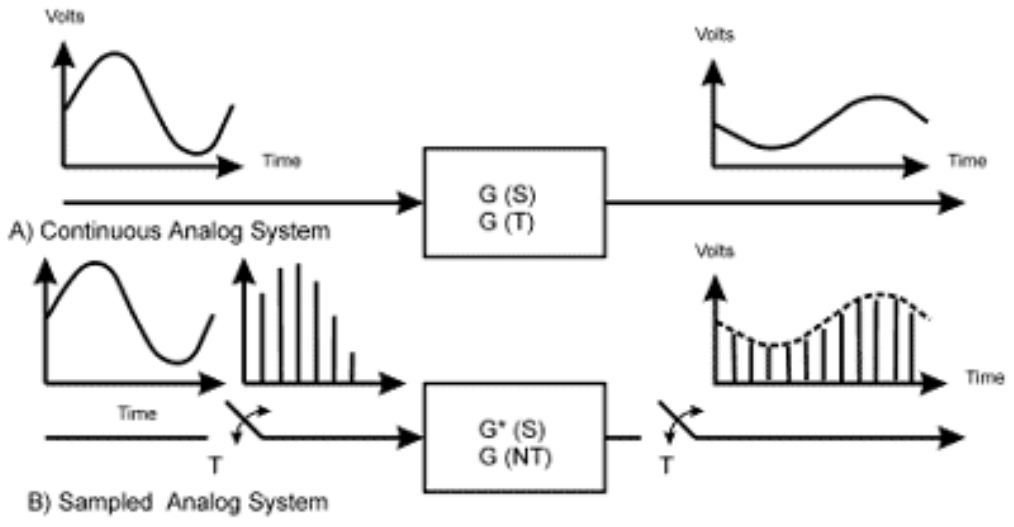 Volts
Volts
Time
Time
G (S)
G (T)
A) Continuous Analog System
Volts
Time
Time
G* (S)
G (NT)
T
T
B) Sampled Analog System